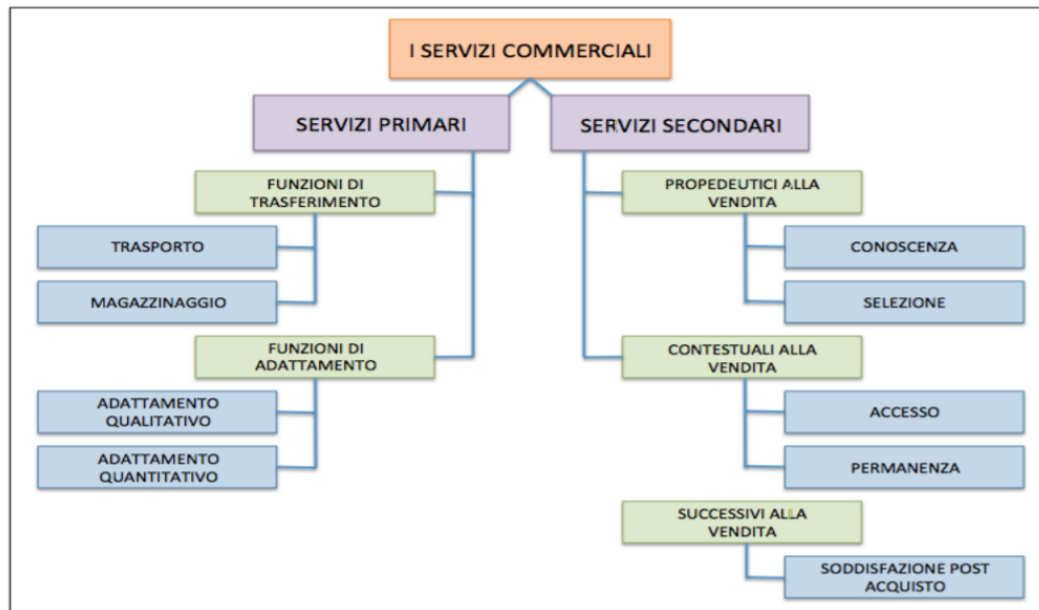 I SERVIZI COMMERCIALI
SERVIZI PRIMARI
SERVIZI SECONDARI
FUNZIONI DI
TRASFERIMENTO
TRASPORTO
MAGAZZINAGGIO
FUNZIONI DI
ADATTAMENTO
ADATTAMENTO
QUALITATIVO
ADATTAMENTO
QUANTITATIVO
PROPEDEUTICI ALLA
VENDITA
CONOSCENZA
SELEZIONE
CONTESTUALI ALLA
VENDITA
ACCESSO
PERMANENZA
SUCCESSIVI ALLA
VENDITA
SODDISFAZIONE POST
ACQUISTO